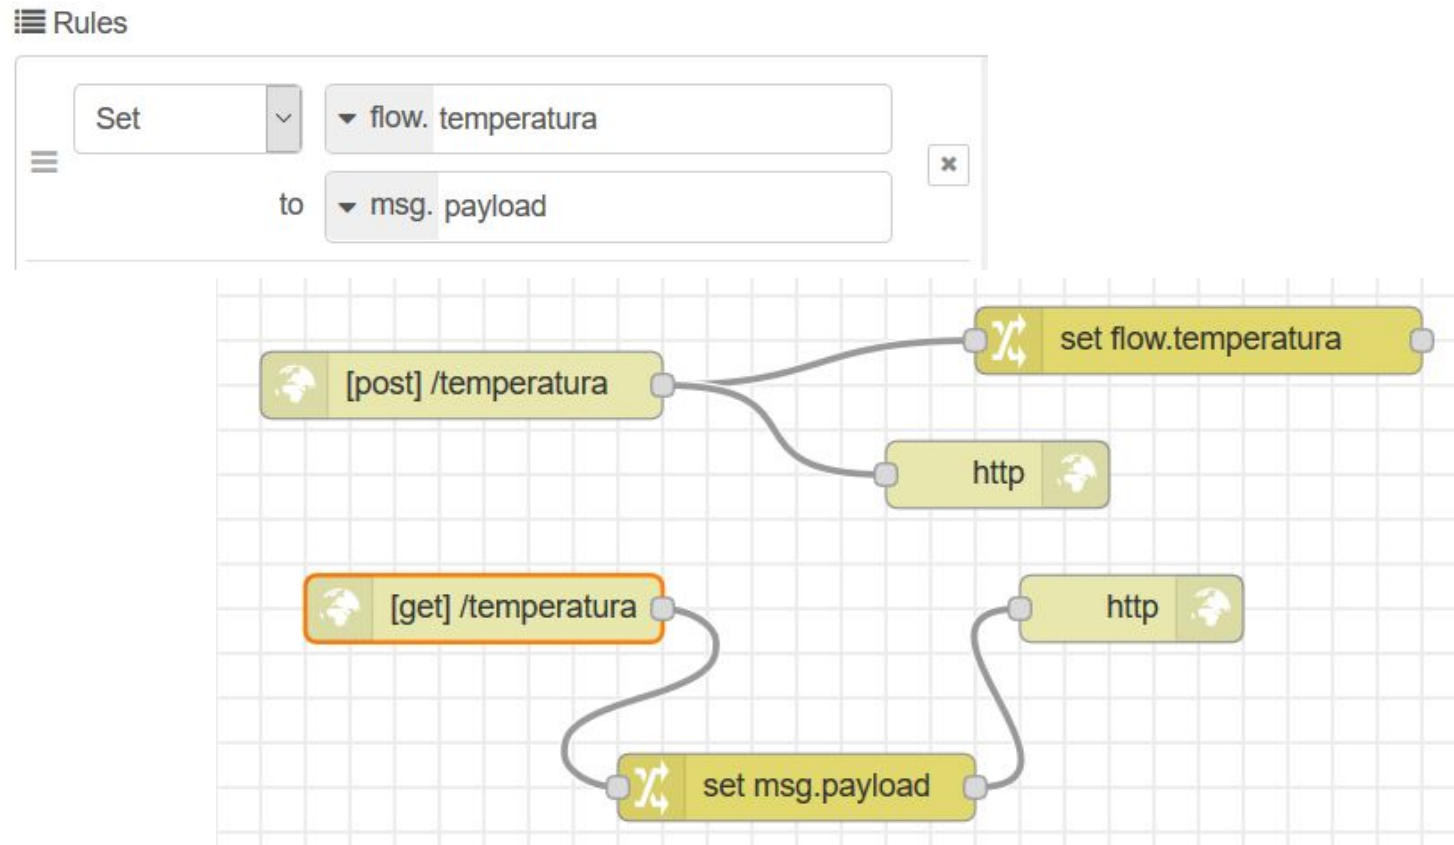 Rules
Set
flow. temperatura
to
msg. payload
set flow.temperatura
[post] /temperatura
http
[get] /temperatura
http
set msg.payload